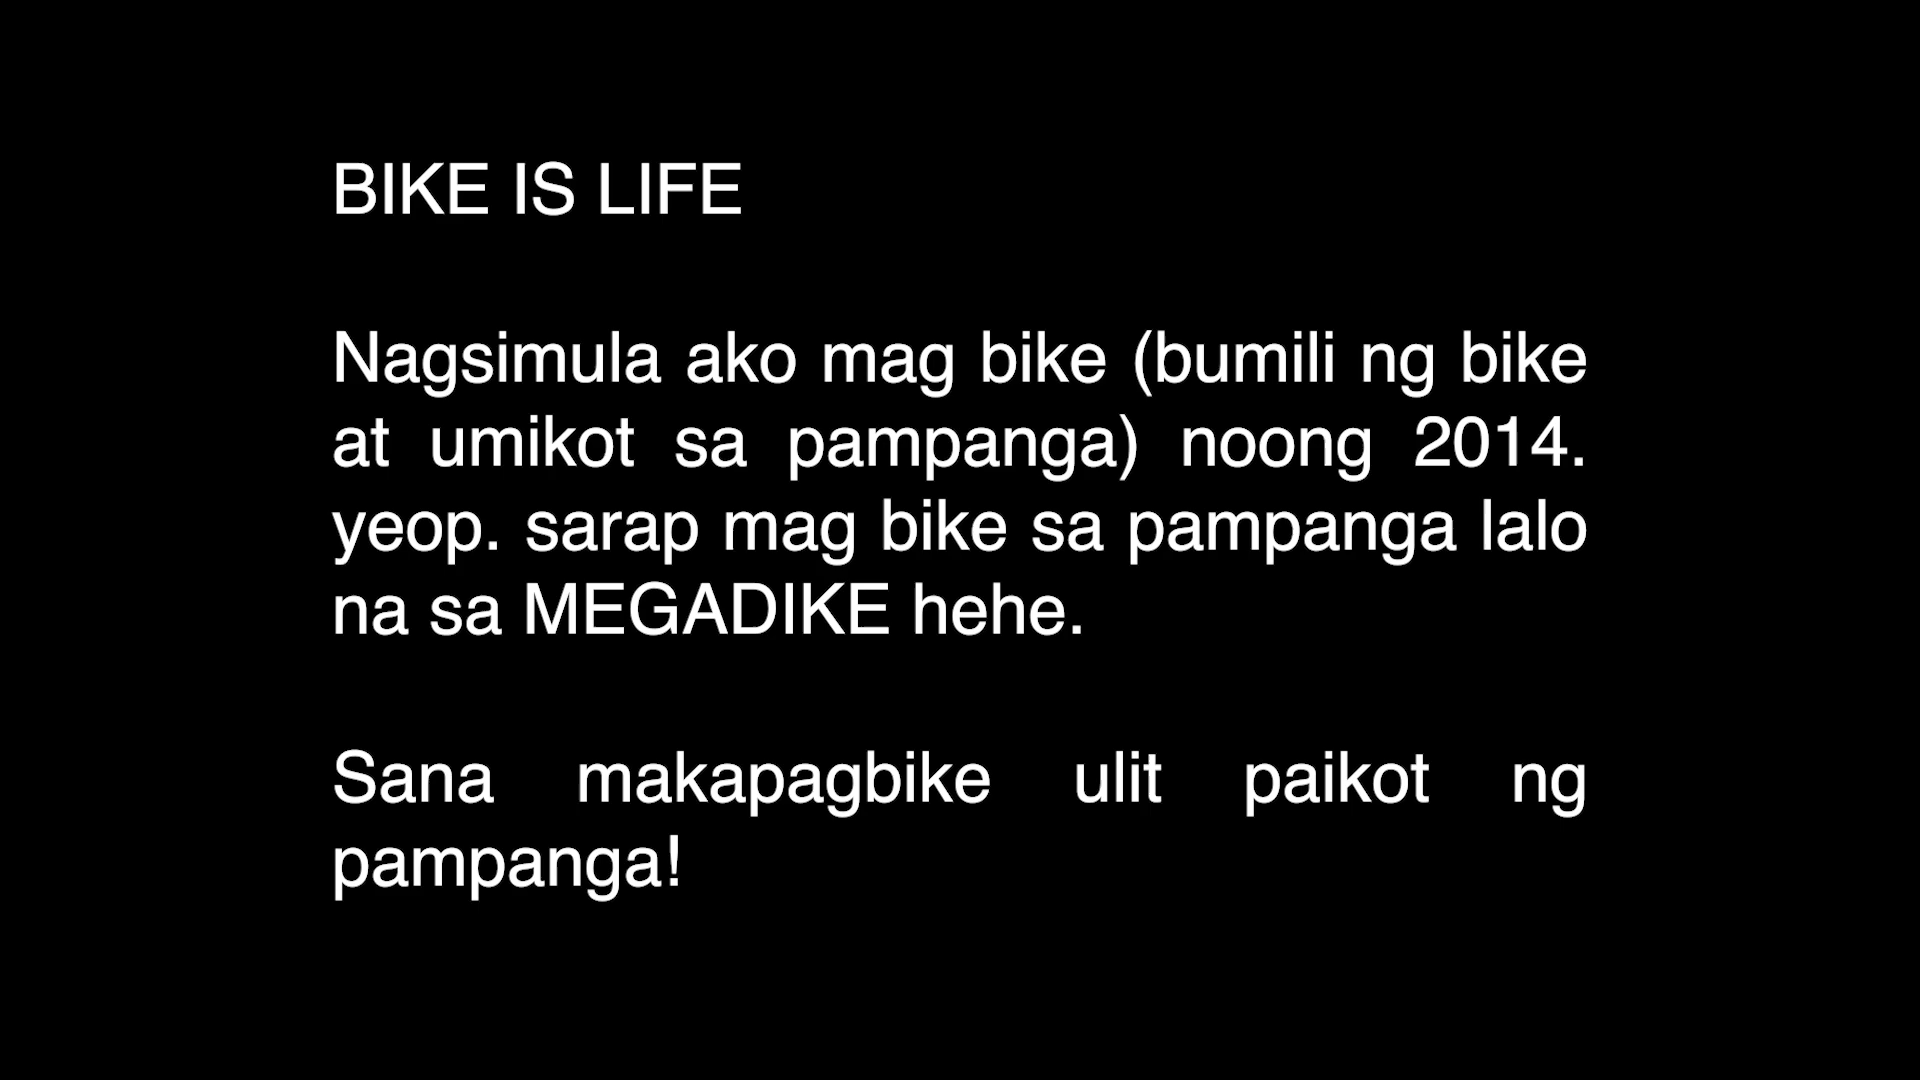 BIKE IS LIFE
Nagsimula ako mag bike (bumili ng bike
at umikot sa pampanga) noong 2014.
yeop. sarap mag bike sa pampanga lalo
na sa MEGADIKE hehe.
Sana makapagbike ulit paikot ng
pampanga!